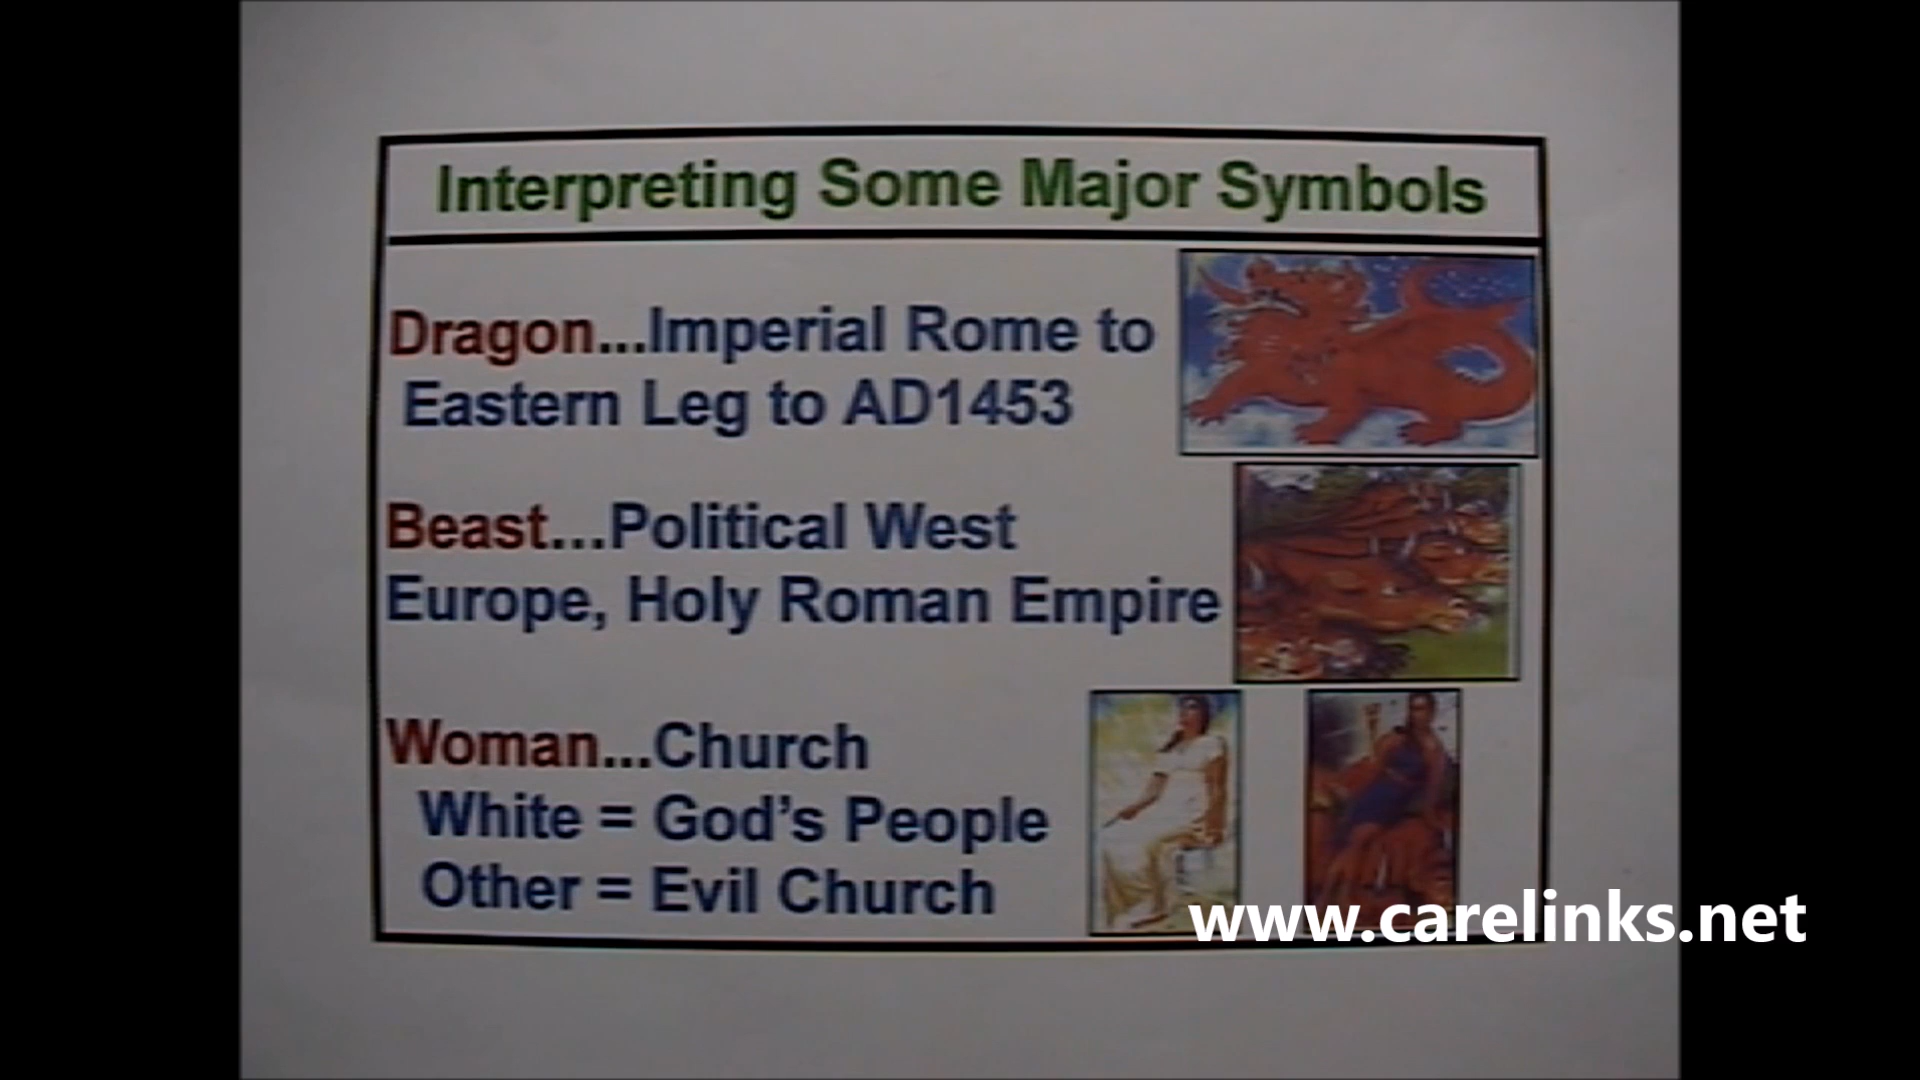 Interpreting Some Major Symbols
Dragon...Imperial Rome to
Eastern Leg to AD1453
Beast...Political West
Europe, Holy Roman Empire
Woman...Church
White = God's People
Other = Evil Church
www.carelinks.net